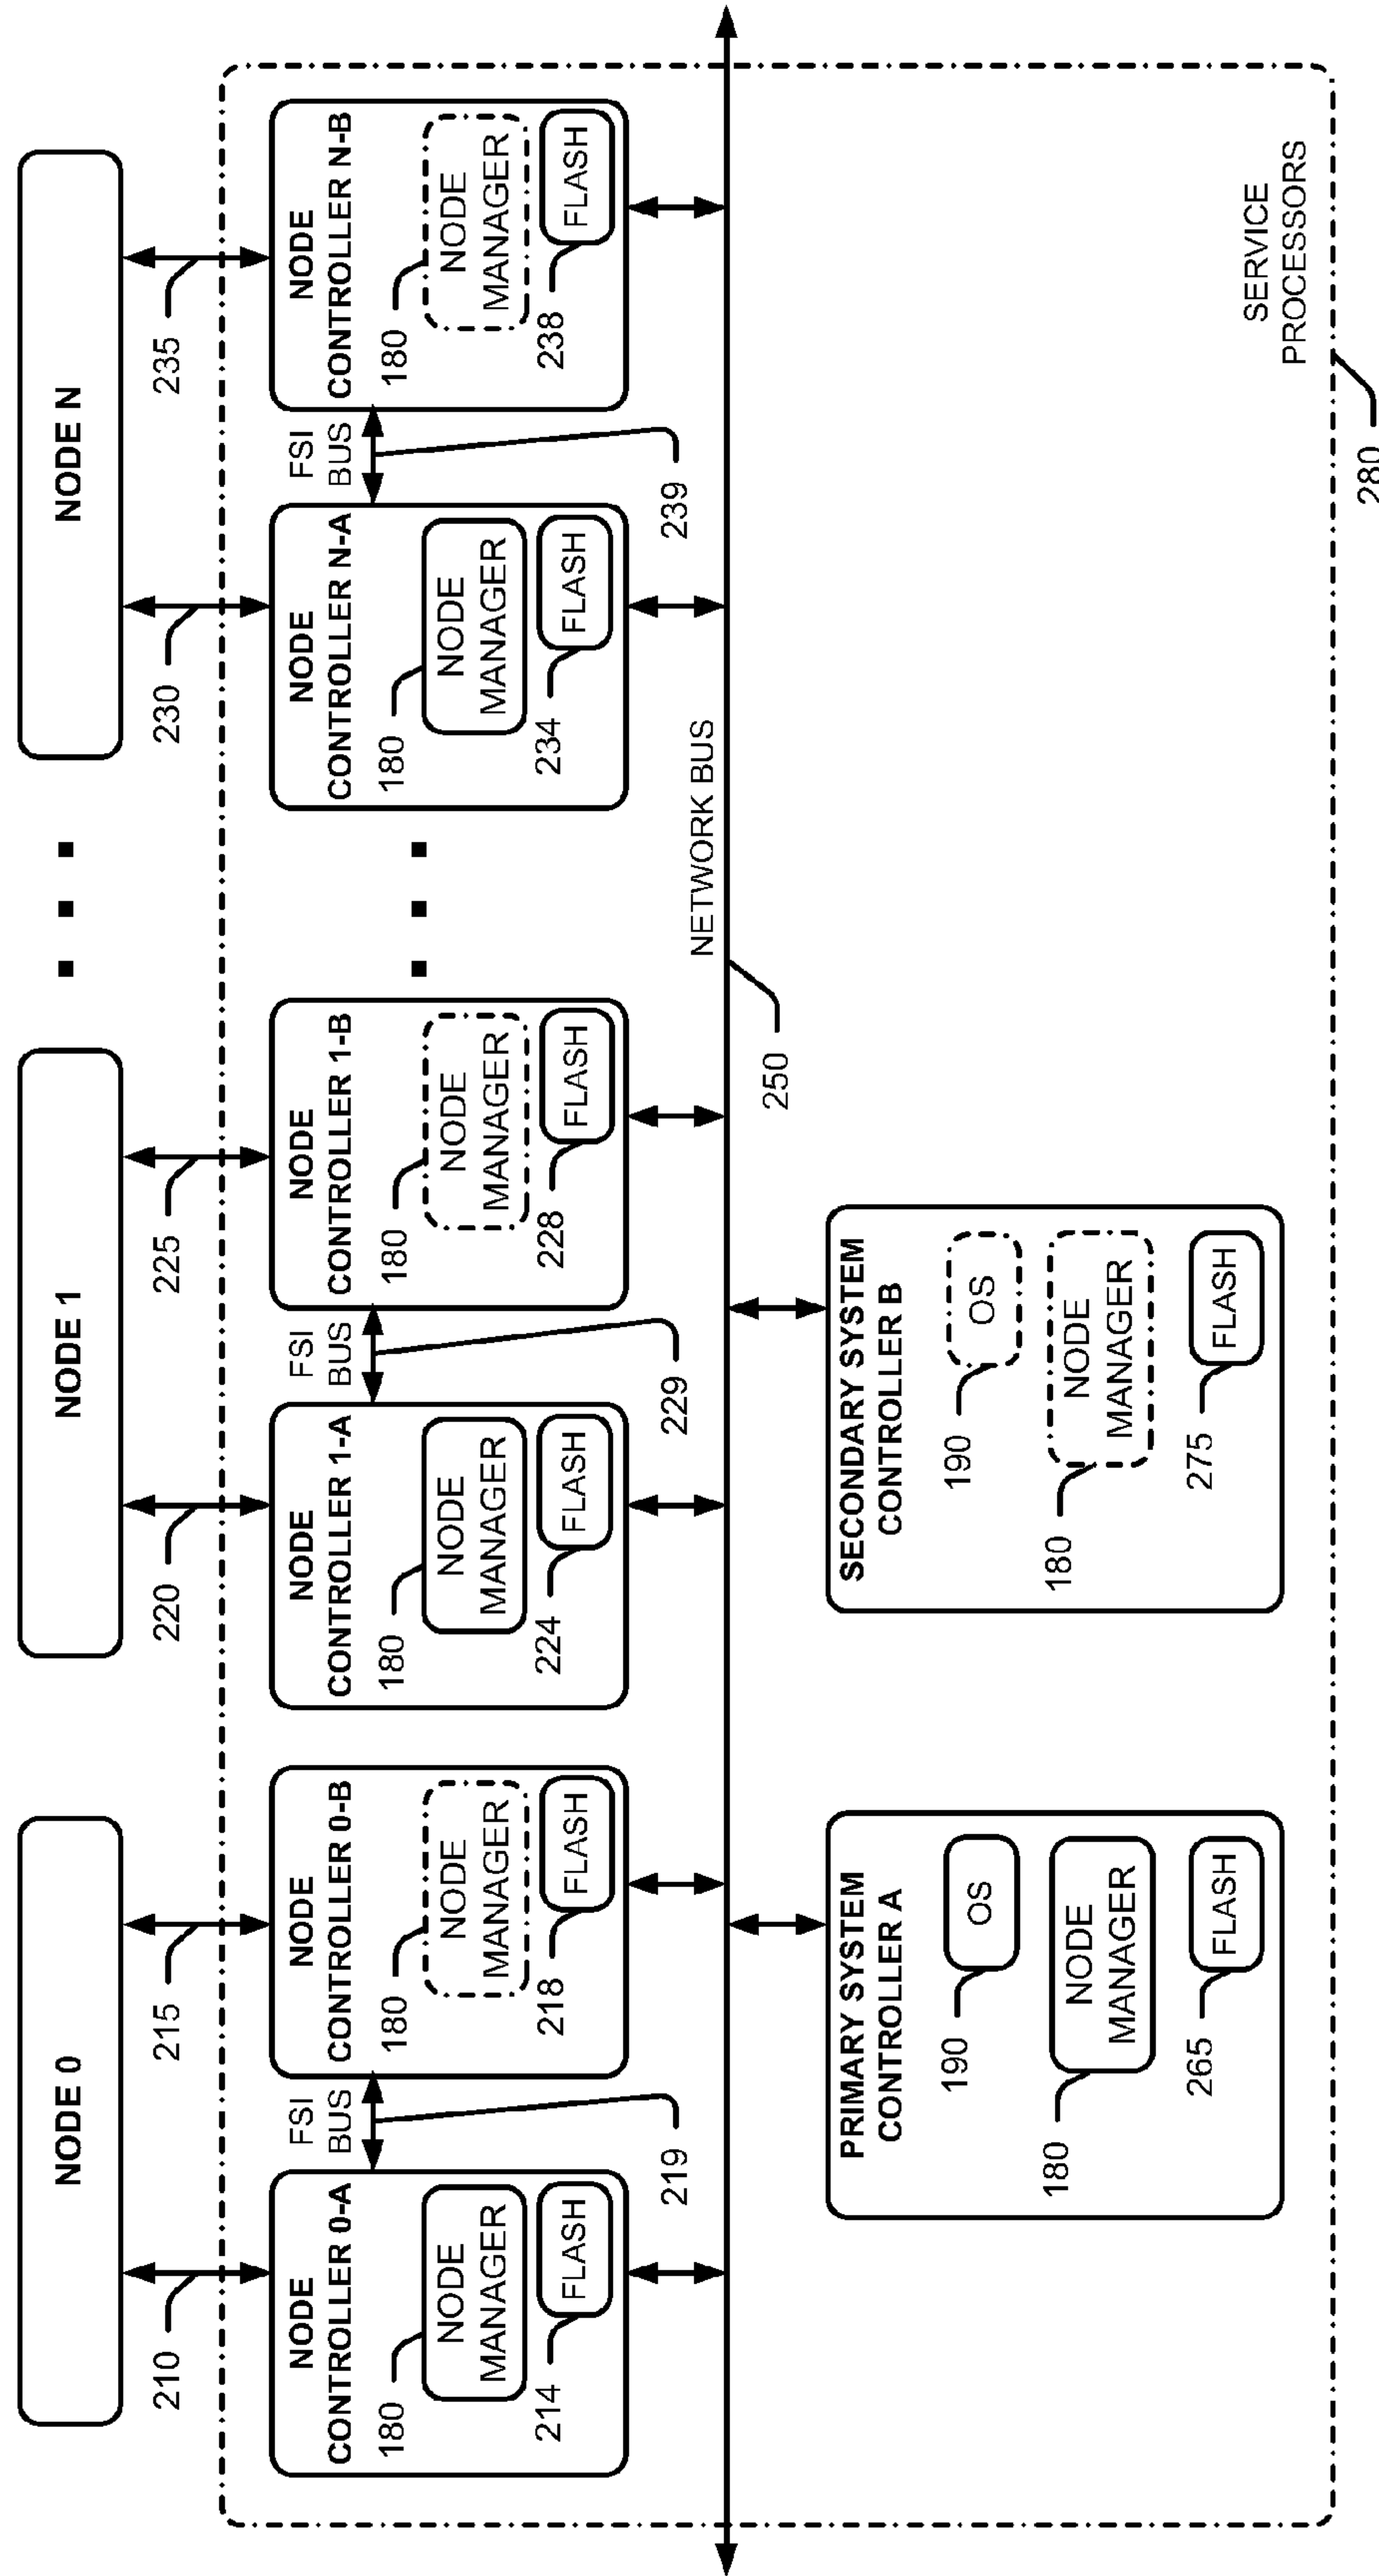 NODE 0
NODE 1
NODE N
210
215
220
225
230
235
NODE
CONTROLLER 0-A
180
NODE
MANAGER
214
FLASH
FSI
BUS
219
NODE
CONTROLLER 0-B
180
NODE
MANAGER
218
FLASH
NODE
CONTROLLER 1-A
180
NODE
MANAGER
224
FLASH
FSI
BUS
229
NODE
CONTROLLER 1-B
180
NODE
MANAGER
228
FLASH
NODE
CONTROLLER N-A
180
NODE
MANAGER
234
FLASH
FSI
BUS
239
NODE
CONTROLLER N-B
180
NODE
MANAGER
238
FLASH
NETWORK BUS
250
PRIMARY SYSTEM
CONTROLLER A
190
OS
180
NODE
MANAGER
265
FLASH
SECONDARY SYSTEM
CONTROLLER B
190
OS
180
NODE
MANAGER
275
FLASH
SERVICE
PROCESSORS
280